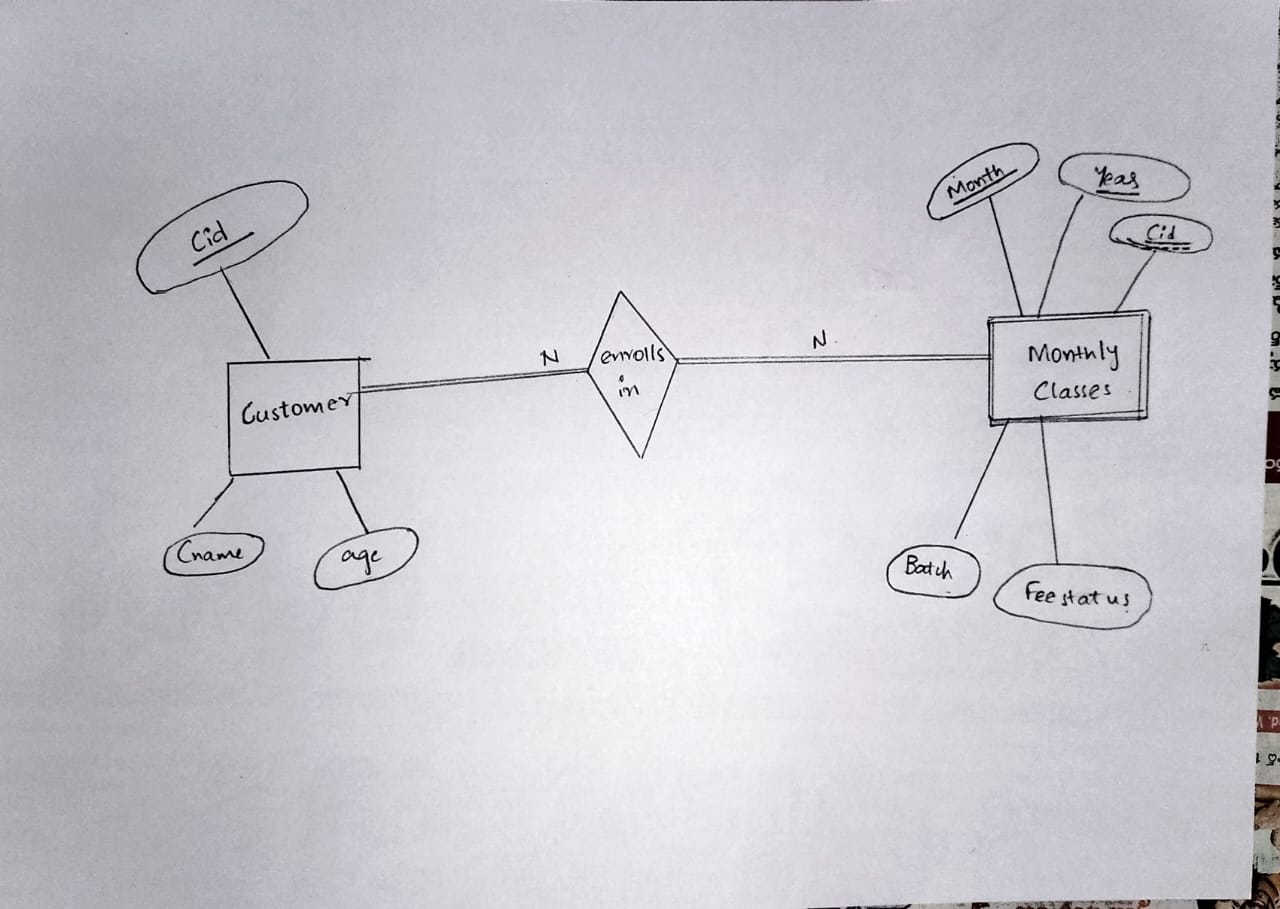 Cid
Customer
Cname
age
N
enrolls
in
N
Month
Year
Cid
Monthly
Classes
Batch
Fee status